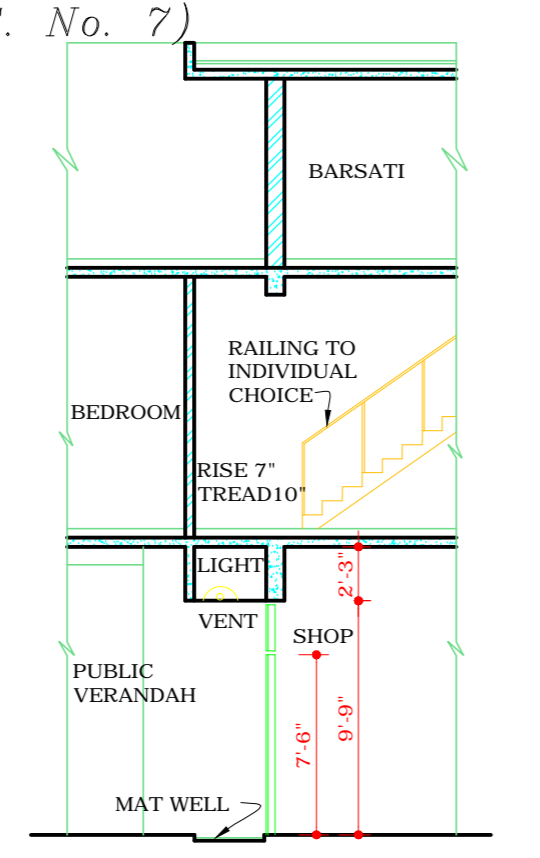 . No. 7)
BARSATI
RAILING TO
INDIVIDUAL
CHOICE
BEDROOM
RISE 7"
TREAD10"
LIGHT
2'-3"
VENT
SHOP
PUBLIC
VERANDAH
7'-6"
9'-9"
MAT WELL